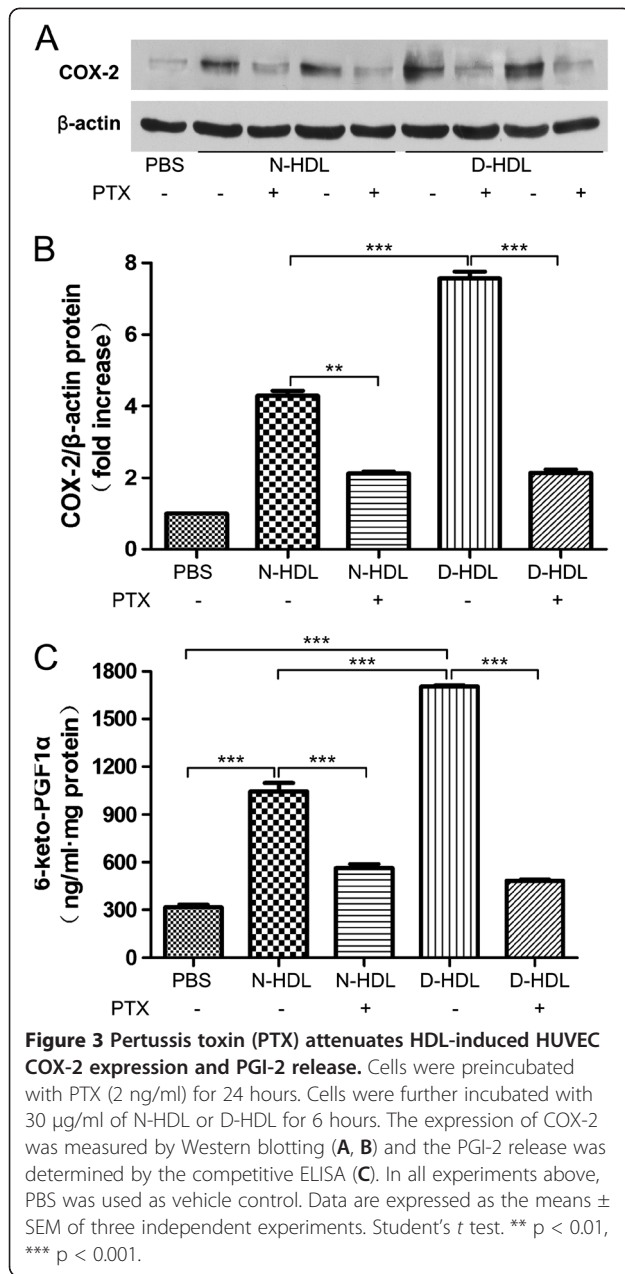 A
COX-2
β-actin
PBS N-HDL D-HDL
PTX - - + - + - + - +
B
COX-2/β-actin protein
( fold increase )
8
6
4
2
0
*** ***
**
PBS N-HDL N-HDL D-HDL D-HDL
PTX - - + - +
C
6-keto-PGF1α
( ng/ml·mg protein )
1800
1500
1200
900
600
300
0
***
*** ***
*** ***
PBS N-HDL N-HDL D-HDL D-HDL
PTX - - + - +
Figure 3 Pertussis toxin (PTX) attenuates HDL-induced HUVEC
COX-2 expression and PGI-2 release. Cells were preincubated
with PTX (2 ng/ml) for 24 hours. Cells were further incubated with
30 μg/ml of N-HDL or D-HDL for 6 hours. The expression of COX-2
was measured by Western blotting (A, B) and the PGI-2 release was
determined by the competitive ELISA (C). In all experiments above,
PBS was used as vehicle control. Data are expressed as the means ±
SEM of three independent experiments. Student's t test. ** p < 0.01,
*** p < 0.001.